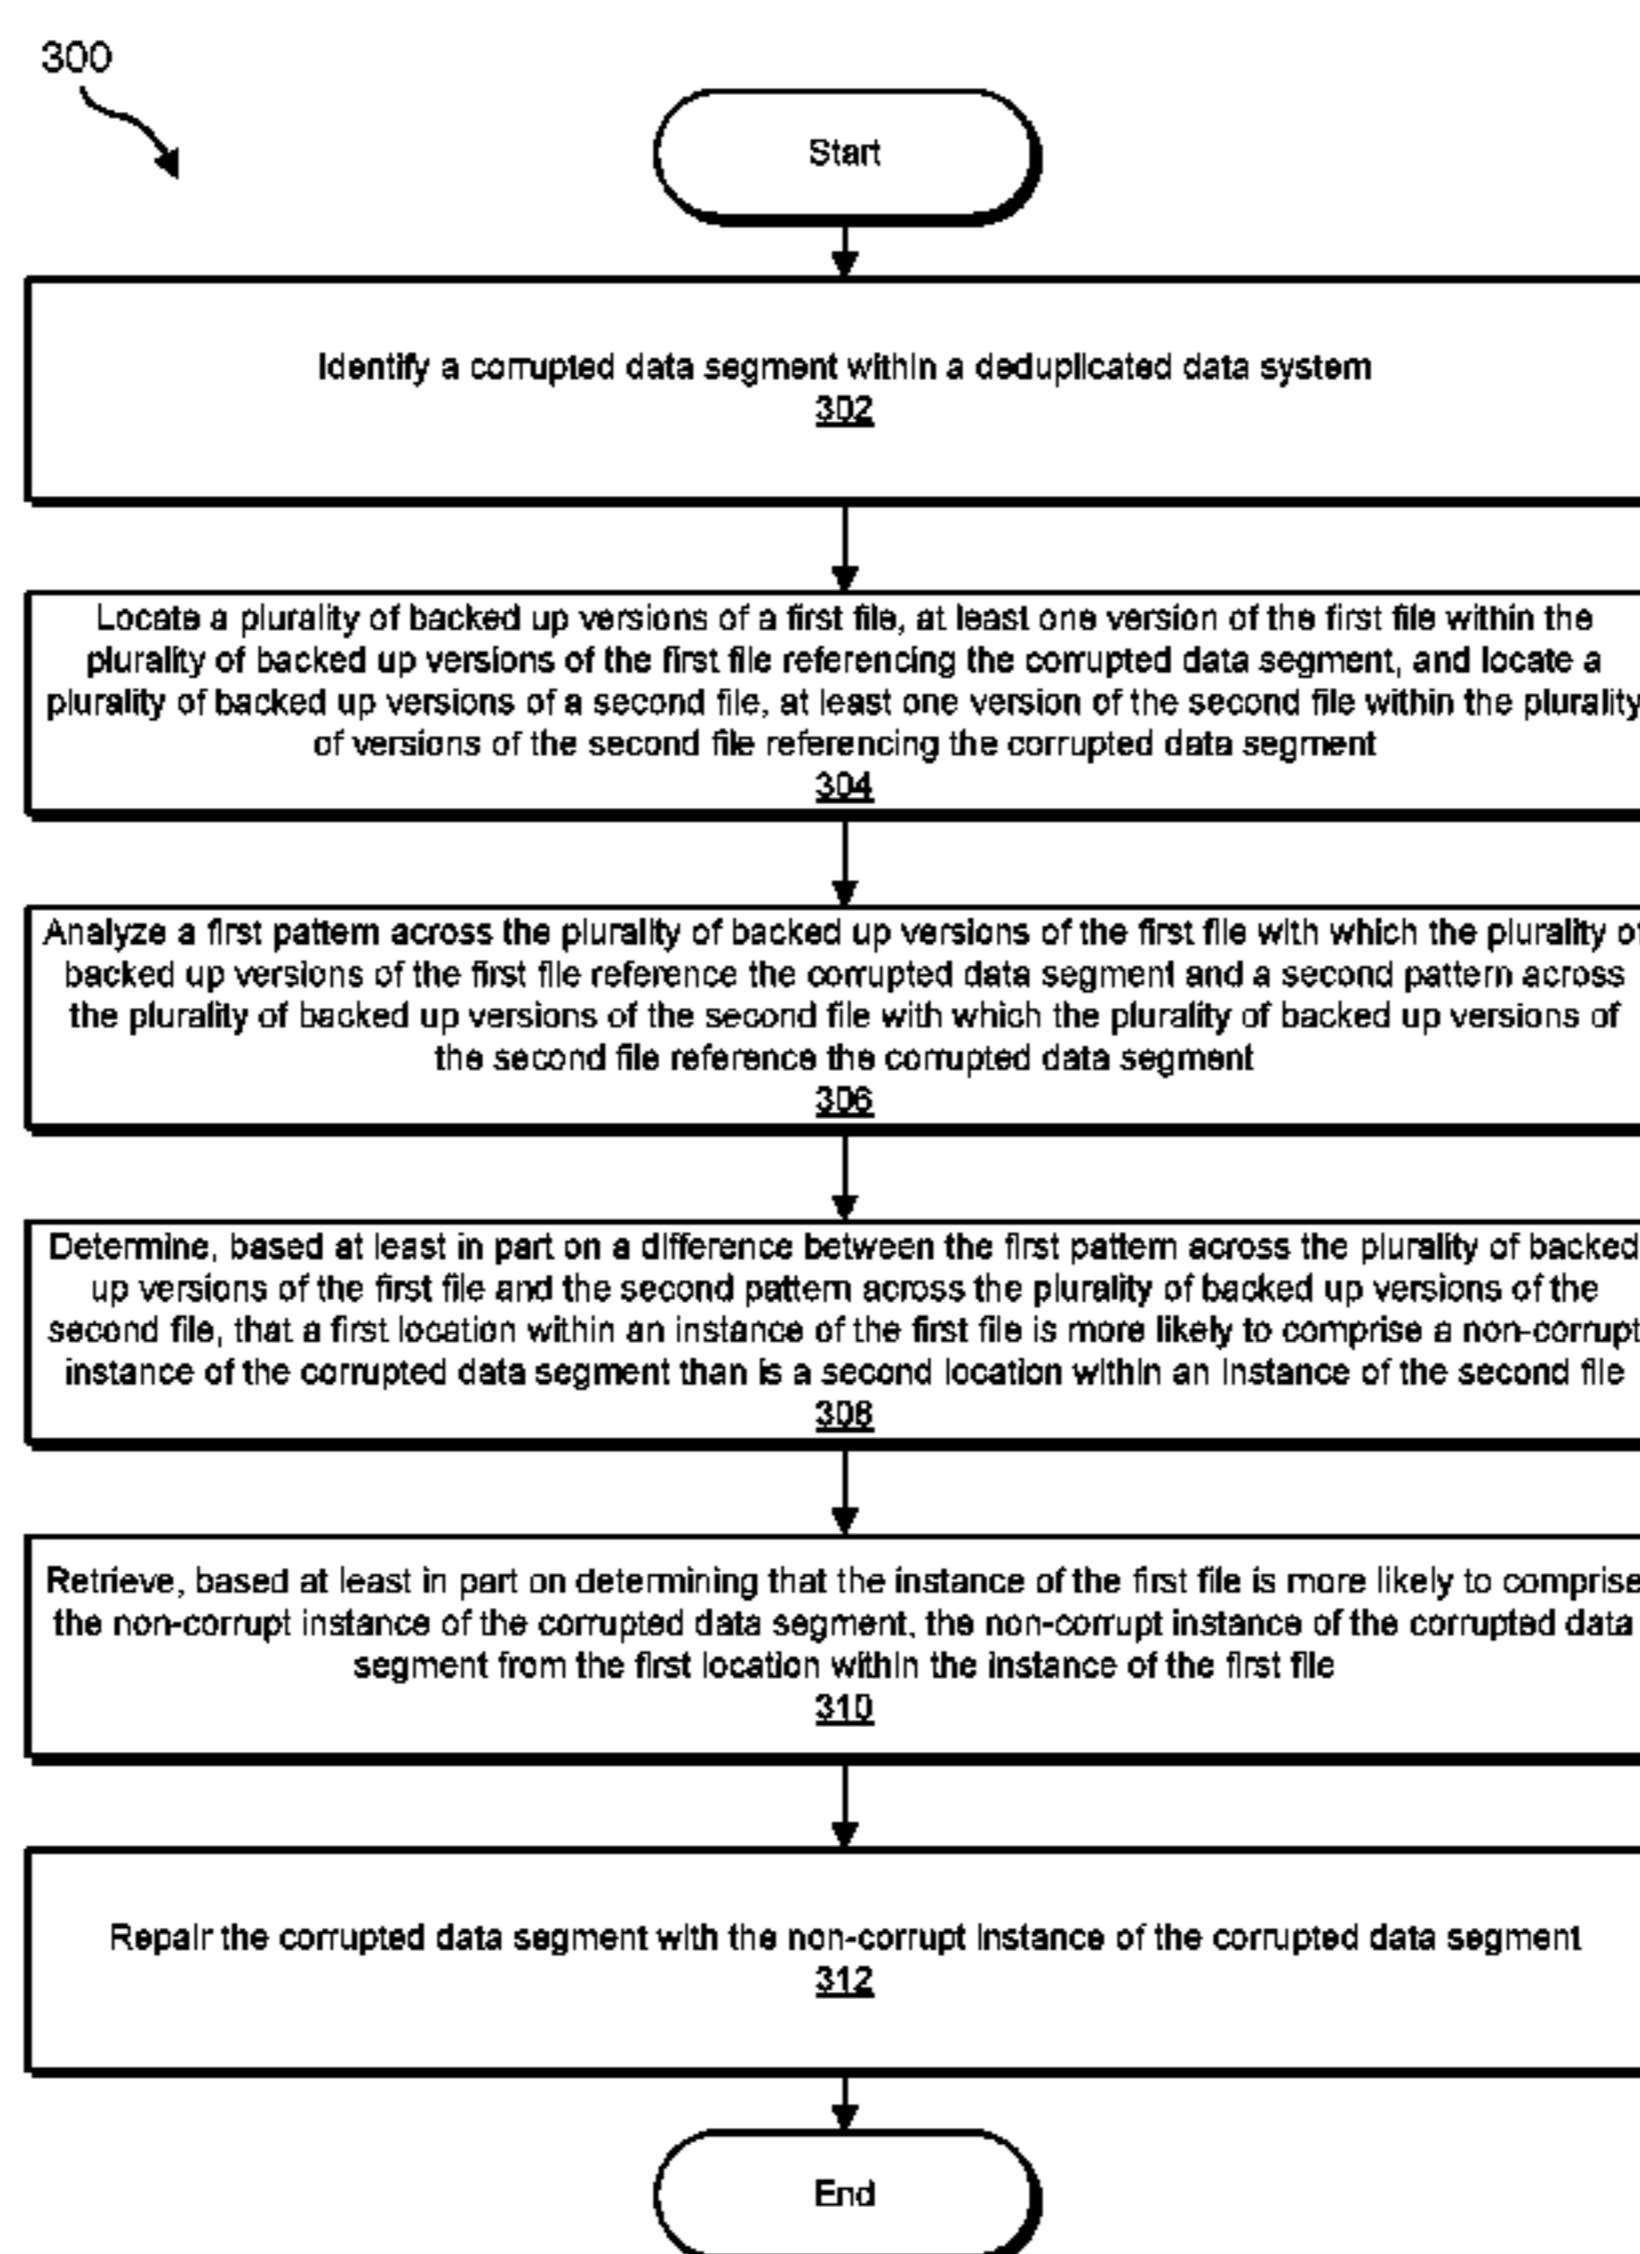 300
Start
Identify a corrupted data segment within a deduplicated data system
302
Locate a plurality of backed up versions of a first file, at least one version of the first file within the
plurality of backed up versions of the first file referencing the corrupted data segment, and locate a
plurality of backed up versions of a second file, at least one version of the second file within the plurality
of versions of the second file referencing the corrupted data segment
304
Analyze a first pattern across the plurality of backed up versions of the first file with which the plurality of
backed up versions of the first file reference the corrupted data segment and a second pattern across
the plurality of backed up versions of the second file with which the plurality of backed up versions of
the second file reference the corrupted data segment
306
Determine, based at least in part on a difference between the first pattern across the plurality of backed
up versions of the first file and the second pattern across the plurality of backed up versions of the
second file, that a first location within an instance of the first file is more likely to comprise a non-corrupt
instance of the corrupted data segment than is a second location within an instance of the second file
308
Retrieve, based at least in part on determining that the instance of the first file is more likely to comprise
the non-corrupt instance of the corrupted data segment, the non-corrupt instance of the corrupted data
segment from the first location within the instance of the first file
310
Repair the corrupted data segment with the non-corrupt instance of the corrupted data segment
312
End